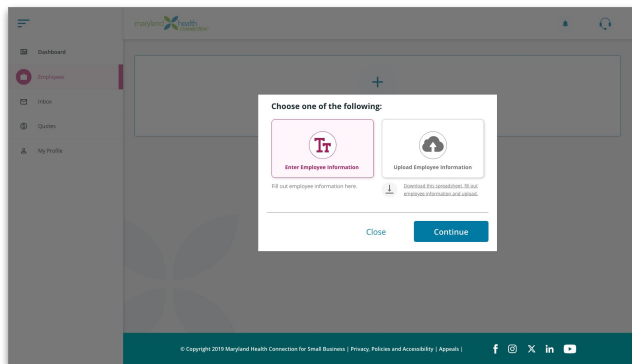 maryland health
connection
Dashboard
Employees
Inbox
Quotes
My Profile
Choose one of the following:
Enter Employee Information
Upload Employee Information
Fill out employee information here.
Download this spreadsheet, fill out
employee information and upload.
Close
Continue
© Copyright 2019 Maryland Health Connection for Small Business | Privacy, Policies and Accessibility | Appeals |